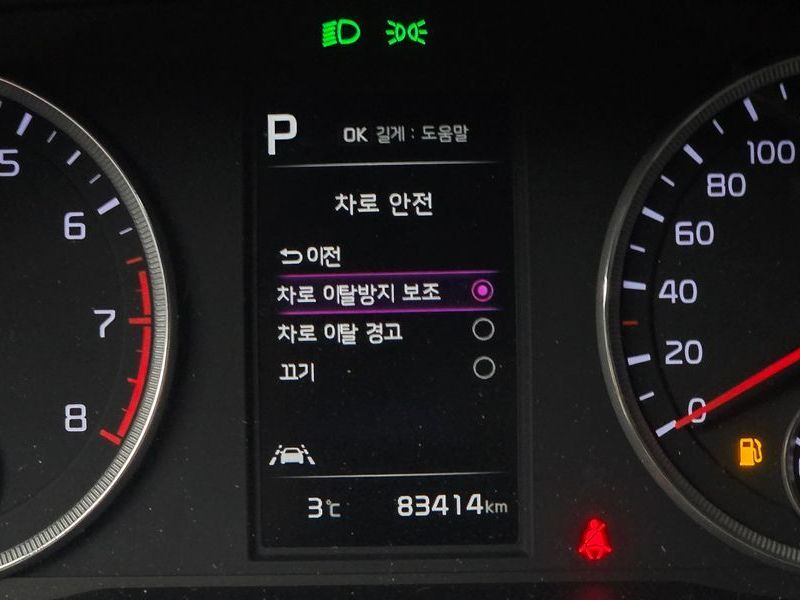 P
OK 길게 : 도움말
차로 안전
이전
차로 이탈방지 보조
차로 이탈 경고
끄기
3℃
83414km
5
6
7
8
100
80
60
40
20
0